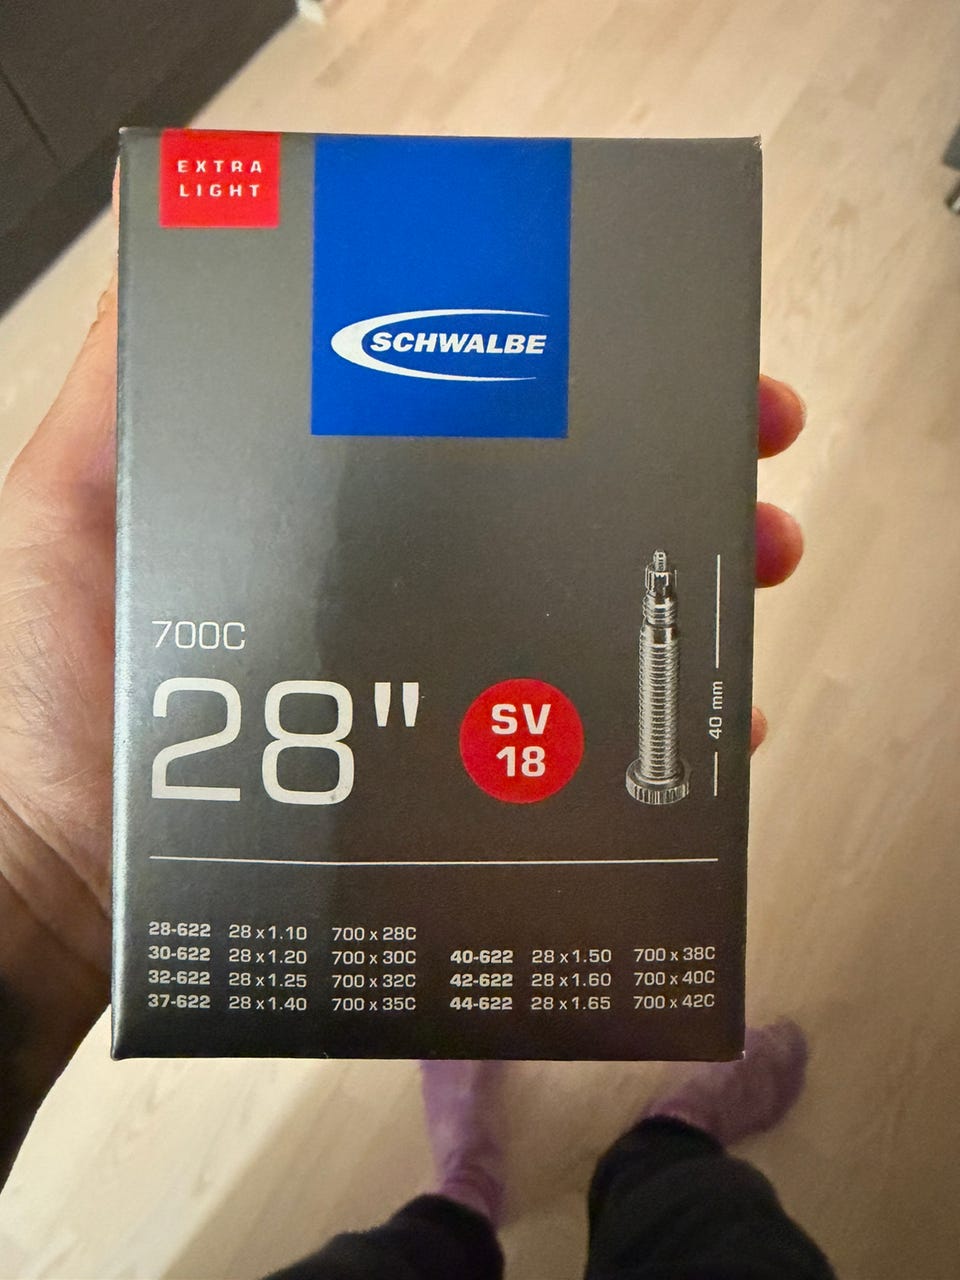 EXTRA
LIGHT
SCHWALBE
700C
28"
SV
18
40 mm
28-622 28 x 1.10 700 x 28C
30-622 28 x 1.20 700 x 30C
32-622 28 x 1.25 700 x 32C
37-622 28 x 1.40 700 x 35C
40-622 28 x 1.50 700 x 38C
42-622 28 x 1.60 700 x 40C
44-622 28 x 1.65 700 x 42C